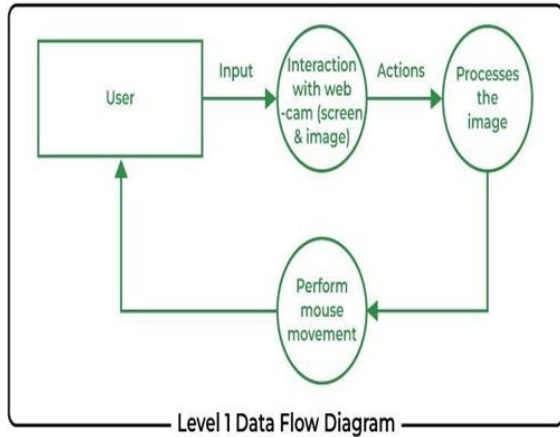 User
Input
Interaction
with web
-cam (screen
& image)
Actions
Processes
the
image
Perform
mouse
movement
Level 1 Data Flow Diagram